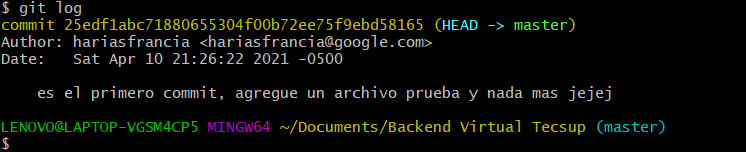 $ git log
commit 25edf1abc71880655304f00b72ee75f9ebd58165 (HEAD -> master)
Author: hariasfrancia <hariasfrancia@google.com>
Date:   Sat Apr 10 21:26:22 2021 -0500

    es el primero commit, agregue un archivo prueba y nada mas jejej

LENOVO@LAPTOP-VGSM4CP5 MINGW64 ~/Documents/Backend Virtual Tecsup (master)
$